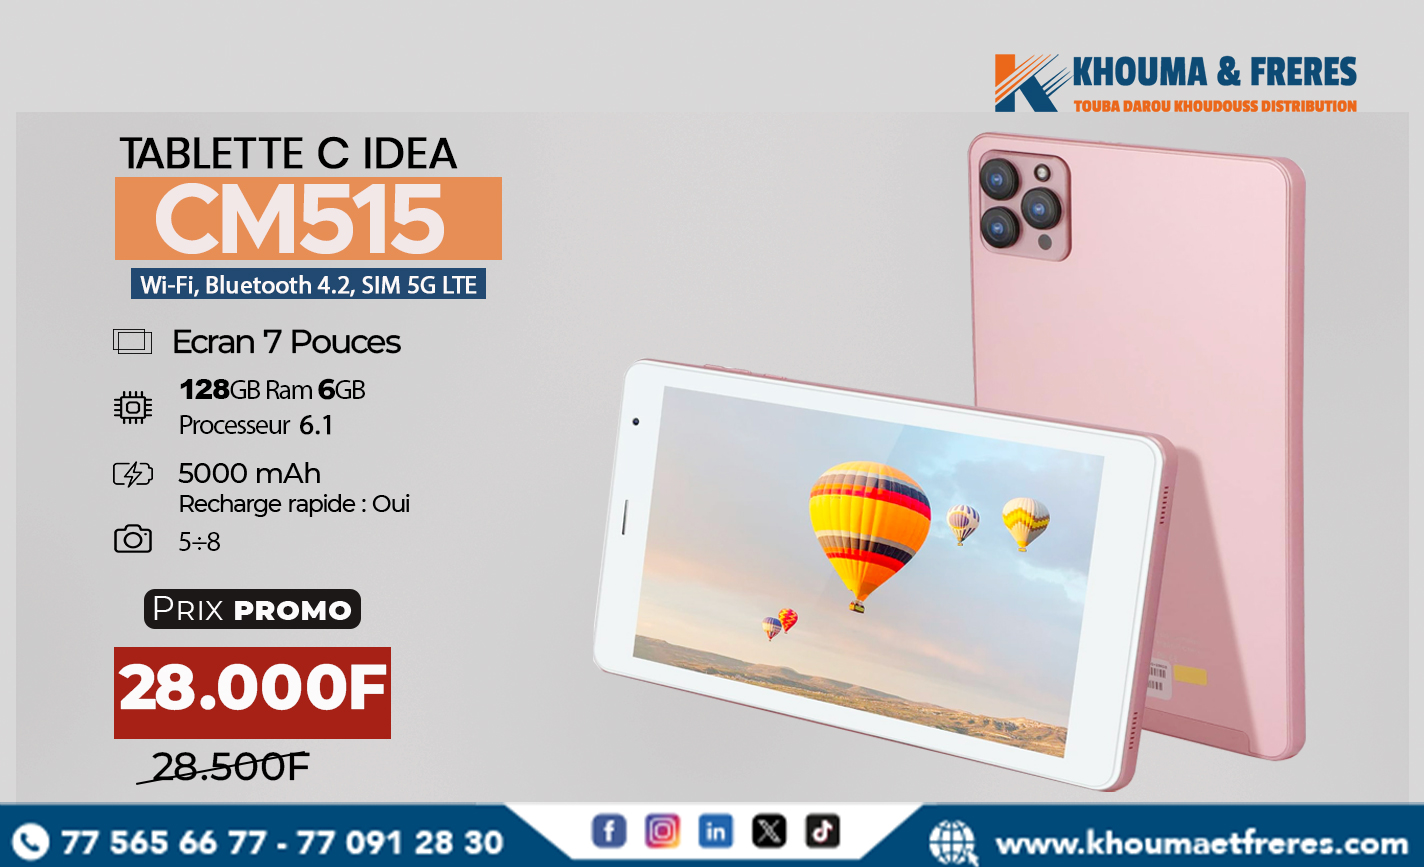 KHOUMA & FRERES
TOUBA DAROU KHOUDOUSS DISTRIBUTION
TABLETTE C IDEA
CM515
Wi-Fi, Bluetooth 4.2, SIM 5G LTE
Ecran 7 Pouces
128GB Ram 6GB
Processeur 6.1
5000 mAh
Recharge rapide : Oui
5÷8
PRIX PROMO
28.000F
28.500F
77 565 66 77 - 77 091 28 30
www.khoumaetfreres.com